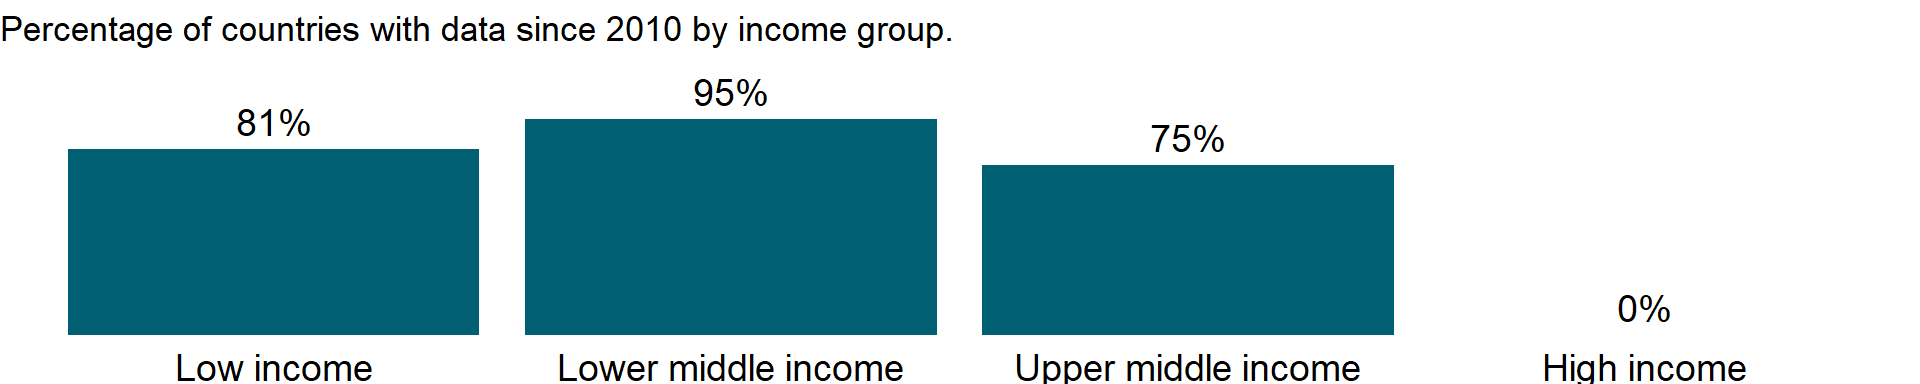 Percentage of countries with data since 2010 by income group.
81%
95%
75%
0%
Low income
Lower middle income
Upper middle income
High income